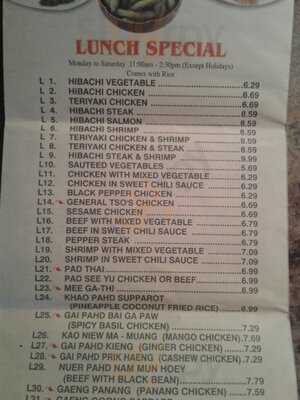 LUNCH SPECIAL
Monday to Saturday 11:00am - 2:30pm (Except Holidays)
Comes with Rice
L 1. HIBACHI VEGETABLE 6.29
L 2. HIBACHI CHICKEN 6.69
L 3. TERIYAKI CHICKEN 6.69
L 4. HIBACHI STEAK 8.59
L 5. HIBACHI SALMON 8.59
L 6. HIBACHI SHRIMP 8.59
L 7. TERIYAKI CHICKEN & SHRIMP 8.59
L 8. TERIYAKI CHICKEN & STEAK 8.59
L 9. HIBACHI STEAK & SHRIMP 9.99
L10. SAUTEED VEGETABLES 5.69
L11. CHICKEN WITH MIXED VEGETABLE 6.79
L12. CHICKEN IN SWEET CHILI SAUCE 6.79
L13. BLACK PEPPER CHICKEN 6.79
L14. GENERAL TSO'S CHICKEN 6.99
L15. SESAME CHICKEN 6.99
L16. BEEF WITH MIXED VEGETABLE 6.79
L17. BEEF IN SWEET CHILI SAUCE 6.79
L18. PEPPER STEAK 6.79
L19. SHRIMP WITH MIXED VEGETABLE 7.09
L20. SHRIMP IN SWEET CHILI SAUCE 7.09
L21. PAD THAI 6.99
L22. PAD SEE YU CHICKEN OR BEEF 6.99
L23. MEE GA-TU 6.99
L24. KHAO PAHD SUPPAROT
(PINEAPPLE COCONUT FRIED RICE) 6.99
L25. GAI PAHD BAI GA PAW
(SPICY BASIL CHICKEN) 7.29
L26. KAO NIEW MA - MUANG (MANGO CHICKEN) 7.69
L27. GAI PAHD KIENG (GINGER CHICKEN) 7.29
L28. GAI PAHD PRIK HAENG (CASHEW CHICKEN) 7.29
L29. NUER PAHD NAM MUN HOEY
(BEEF WITH BLACK BEAN) 7.79
L30. GAENG PANANG (PANANG CHICKEN) 7.59